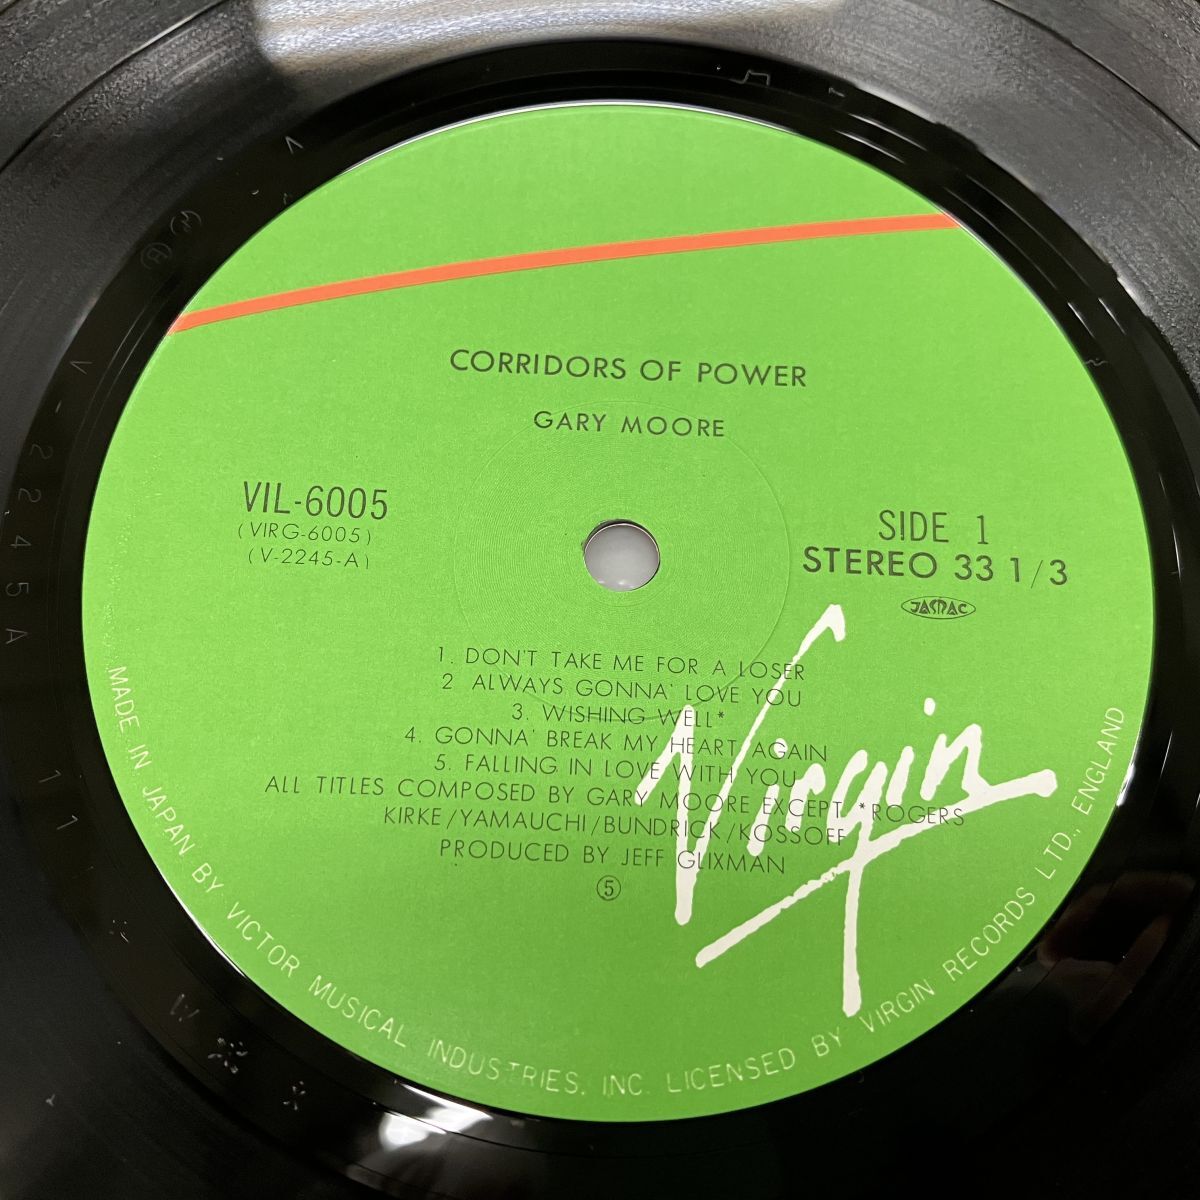 CORRIDORS OF POWER
GARY MOORE
VIL-6005
(VIRG-6005)
(V-2245-A)
SIDE 1
STEREO 33 1/3
JASRAC
1. DON'T TAKE ME FOR A LOSER
2 ALWAYS GONNA' LOVE YOU
3. WISHING WELL*
4. GONNA' BREAK MY HEART AGAIN
5. FALLING IN LOVE WITH YOU
ALL TITLES COMPOSED BY GARY MOORE EXCEPT *ROGERS
KIRKE/YAMAUCHI/BUNDRICK/KOSSOFF
PRODUCED BY JEFF GLIXMAN
⑤
Virgin
MADE IN JAPAN BY VICTOR MUSICAL INDUSTRIES, INC. LICENSED BY VIRGIN RECORDS LTD., ENGLAND
V-2245A 11